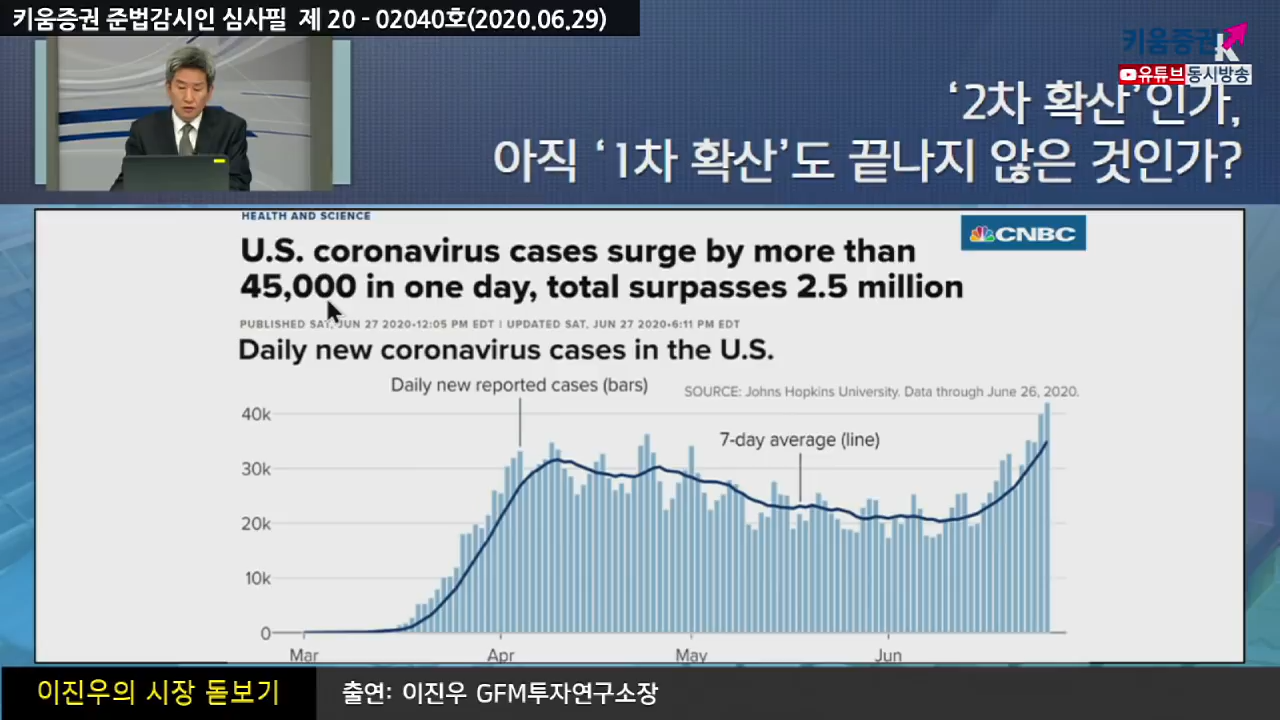 키움증권 준법감시인 심사필 제 20 - 02040호(2020.06.29)
키움증권
유튜브 동시방송
‘2차 확산’인가,
아직 ‘1차 확산’도 끝나지 않은 것인가?
HEALTH AND SCIENCE
CNBC
U.S. coronavirus cases surge by more than
45,000 in one day, total surpasses 2.5 million
PUBLISHED SAT, JUN 27 2020•12:05 PM EDT | UPDATED SAT, JUN 27 2020•6:11 PM EDT
Daily new coronavirus cases in the U.S.
Daily new reported cases (bars)
SOURCE: Johns Hopkins University. Data through June 26, 2020.
7-day average (line)
40k
30k
20k
10k
0
Mar Apr May Jun
이진우의 시장 돋보기
출연: 이진우 GFM투자연구소장